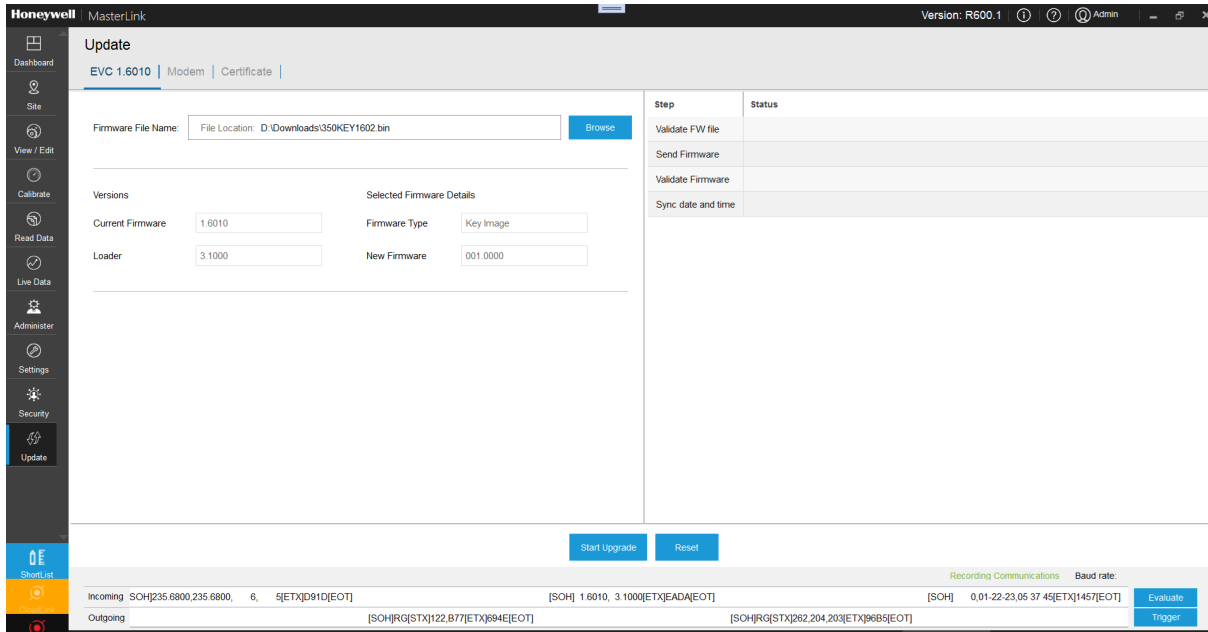 Honeywell | MasterLink
Version: R600.1
Admin
Dashboard
Site
View / Edit
Calibrate
Read Data
Live Data
Administer
Settings
Security
Update
ShortList
Update
EVC 1.6010 | Modem | Certificate |
Firmware File Name: File Location: D:\Downloads\350KEY1602.bin Browse
Versions Selected Firmware Details
Current Firmware 1.6010 Firmware Type Key Image
Loader 3.1000 New Firmware 001.0000
Step Status
Validate FW file
Send Firmware
Validate Firmware
Sync date and time
Start Upgrade Reset
Recording Communications Baud rate:
Incoming SOH]235.6800,235.6800, 6, 5[ETX]D91D[EOT] [SOH] 1.6010, 3.1000[ETX]EADA[EOT] [SOH] 0,01-22-23,05 37 45[ETX]1457[EOT] Evaluate
Outgoing [SOH]RG[STX]122,B77[ETX]694E[EOT] [SOH]RG[STX]262,204,203[ETX]96B5[EOT] Trigger